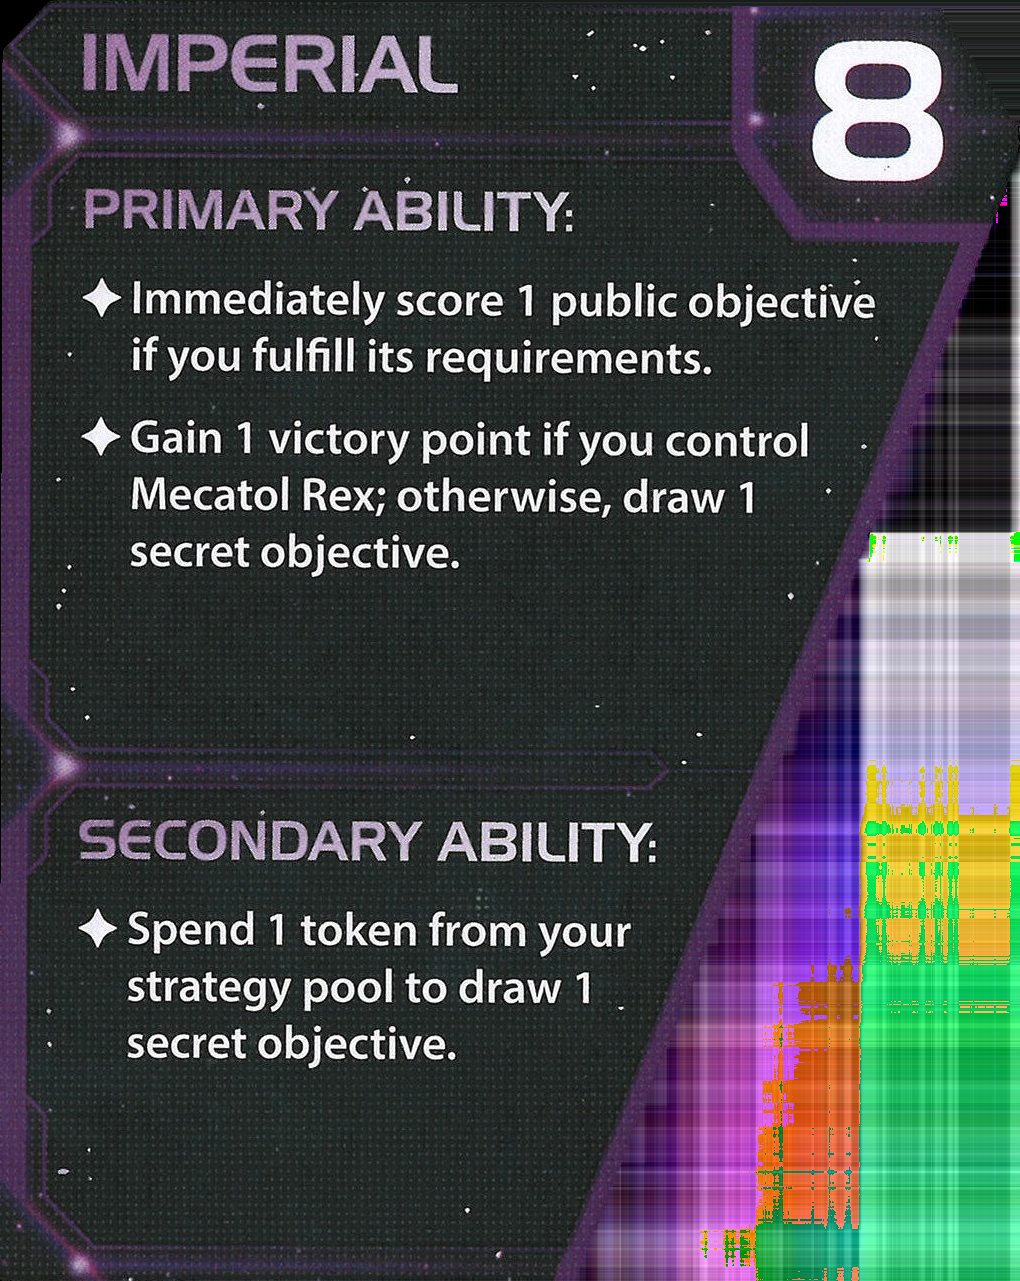 IMPERIAL
8
PRIMARY ABILITY:
Immediately score 1 public objective
if you fulfill its requirements.
Gain 1 victory point if you control
Mecatol Rex; otherwise, draw 1
secret objective.
SECONDARY ABILITY:
Spend 1 token from your
strategy pool to draw 1
secret objective.